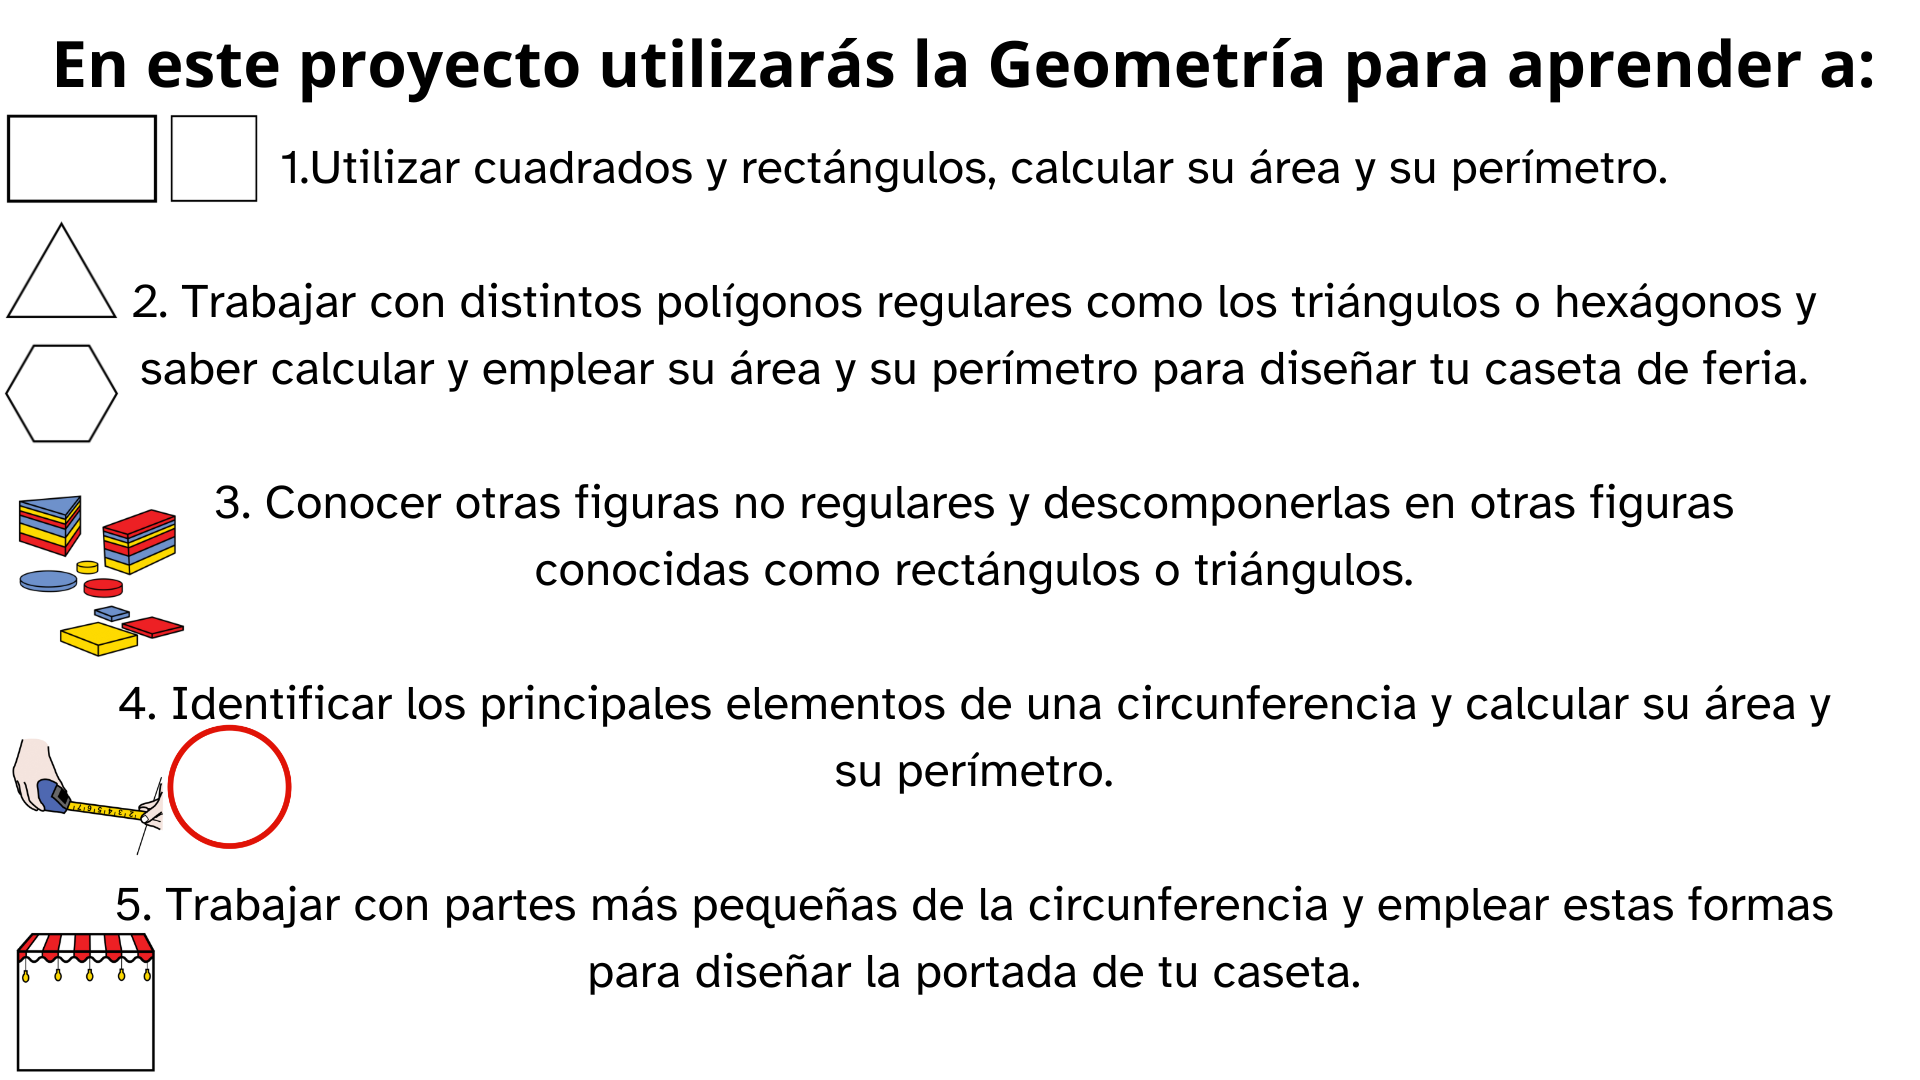 En este proyecto utilizarás la Geometría para aprender a:
1.Utilizar cuadrados y rectángulos, calcular su área y su perímetro.
2. Trabajar con distintos polígonos regulares como los triángulos o hexágonos y
saber calcular y emplear su área y su perímetro para diseñar tu caseta de feria.
3. Conocer otras figuras no regulares y descomponerlas en otras figuras
conocidas como rectángulos o triángulos.
4. Identificar los principales elementos de una circunferencia y calcular su área y
su perímetro.
5. Trabajar con partes más pequeñas de la circunferencia y emplear estas formas
para diseñar la portada de tu caseta.